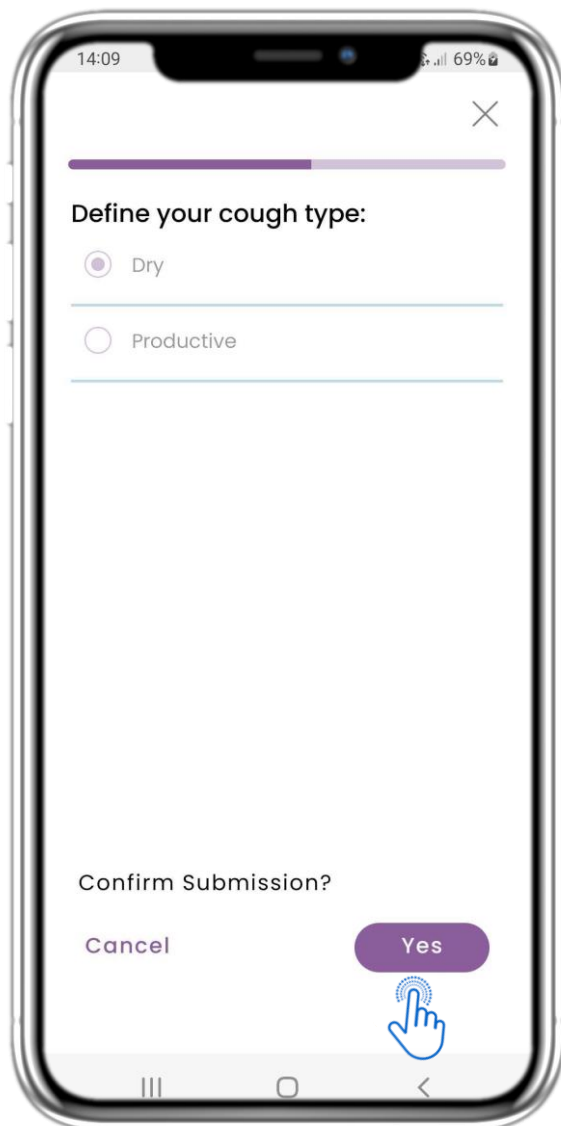 14:09
69%
Define your cough type:
Dry
Productive
Confirm Submission?
Cancel
Yes